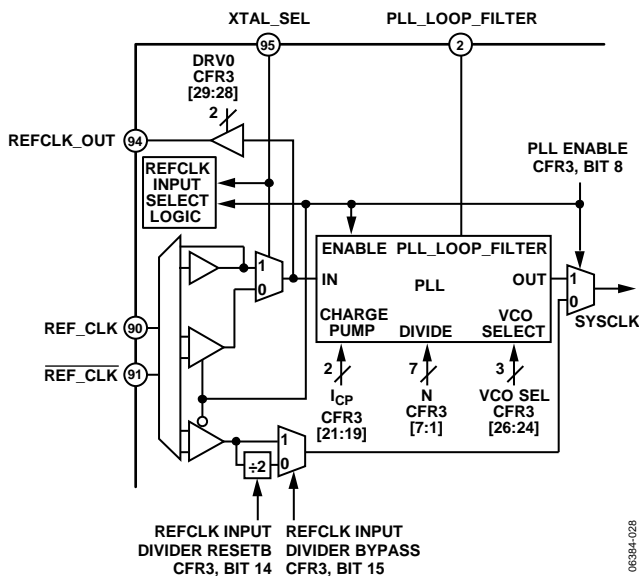 XTAL_SEL
PLL_LOOP_FILTER
95
2
DRV0
CFR3
[29:28]
2
REFCLK_OUT
94
PLL ENABLE
CFR3, BIT 8
REFCLK
INPUT
SELECT
LOGIC
ENABLE
PLL_LOOP_FILTER
1
0
IN
PLL
OUT
1
0
SYSCLK
CHARGE
PUMP
DIVIDE
VCO
SELECT
REF_CLK
90
REF_CLK
91
2
7
3
ICP
CFR3
[21:19]
N
CFR3
[7:1]
VCO SEL
CFR3
[26:24]
÷2
1
0
REFCLK INPUT
DIVIDER RESETB
CFR3, BIT 14
REFCLK INPUT
DIVIDER BYPASS
CFR3, BIT 15
06384-028